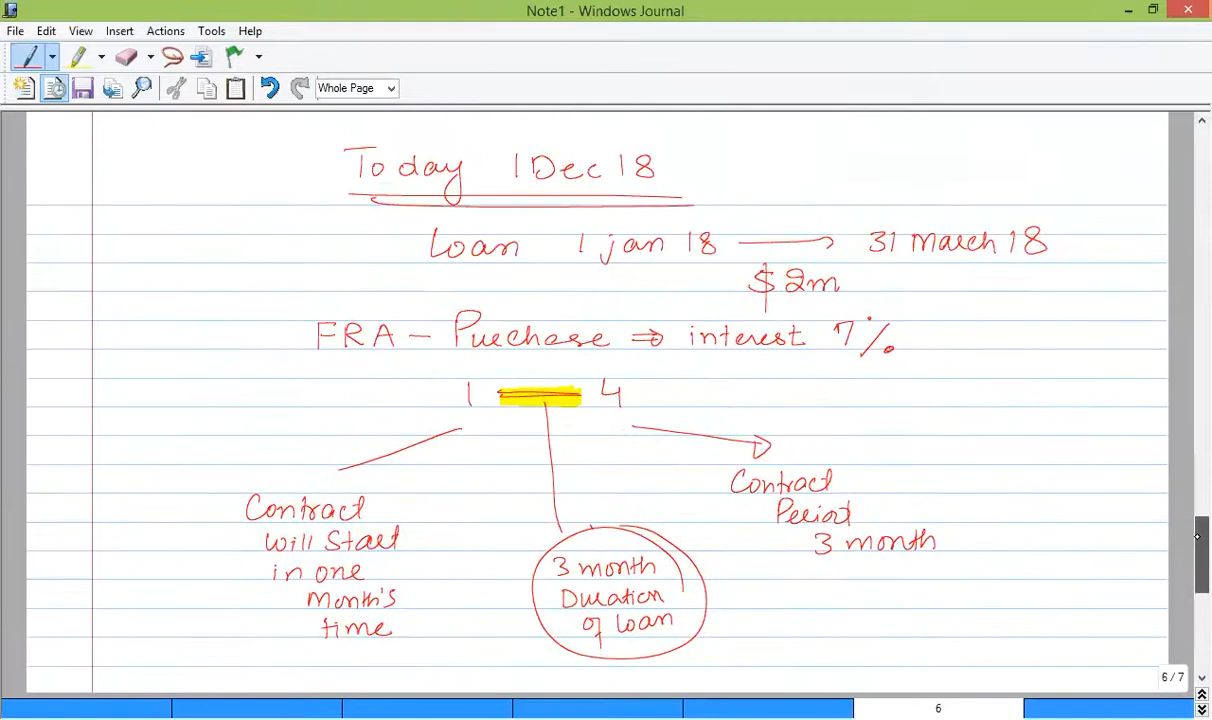 Note1 - Windows Journal
File Edit View Insert Actions Tools Help
Whole Page
Today 1 Dec 18
Loan 1 jan 18 → 31 March 18
$ 2m
FRA - Purchase ⇒ interest 7%
1 4
Contract
Will Start
in one
Month's
time
3 month
Duration
of loan
Contract
Period
3 month
6 / 7
6